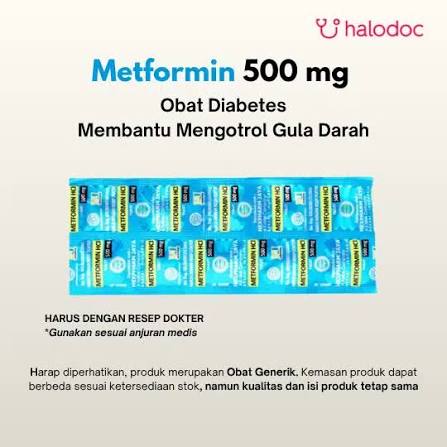 halodoc
Metformin 500 mg
Obat Diabetes
Membantu Mengotrol Gula Darah
METFORMIN HCl
500 mg
HARUS DENGAN RESEP DOKTER
*Gunakan sesuai anjuran medis
Harap diperhatikan, produk merupakan Obat Generik. Kemasan produk dapat
berbeda sesuai ketersediaan stok, namun kualitas dan isi produk tetap sama